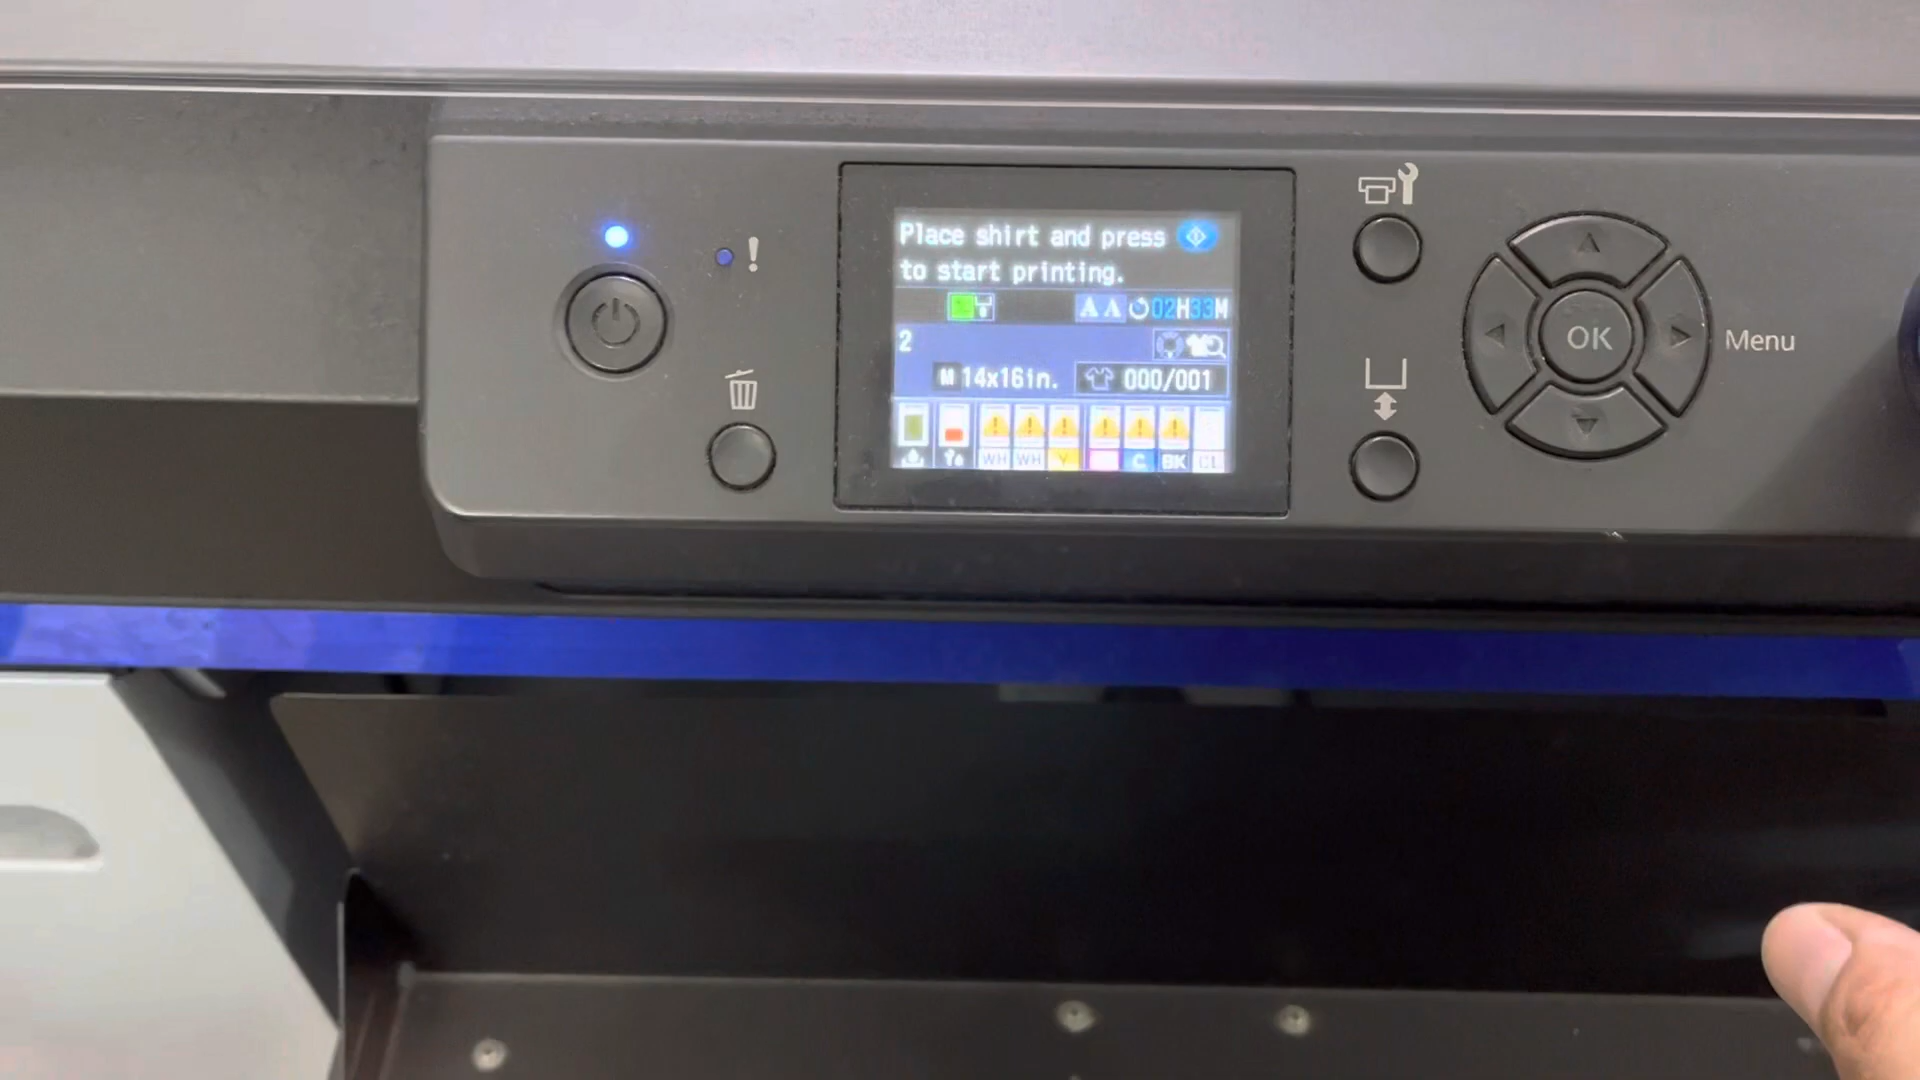 Place shirt and press
to start printing.
A A 02H33M
2
M 14x16in. 000/001
WH WH Y C BK CL
OK
Menu